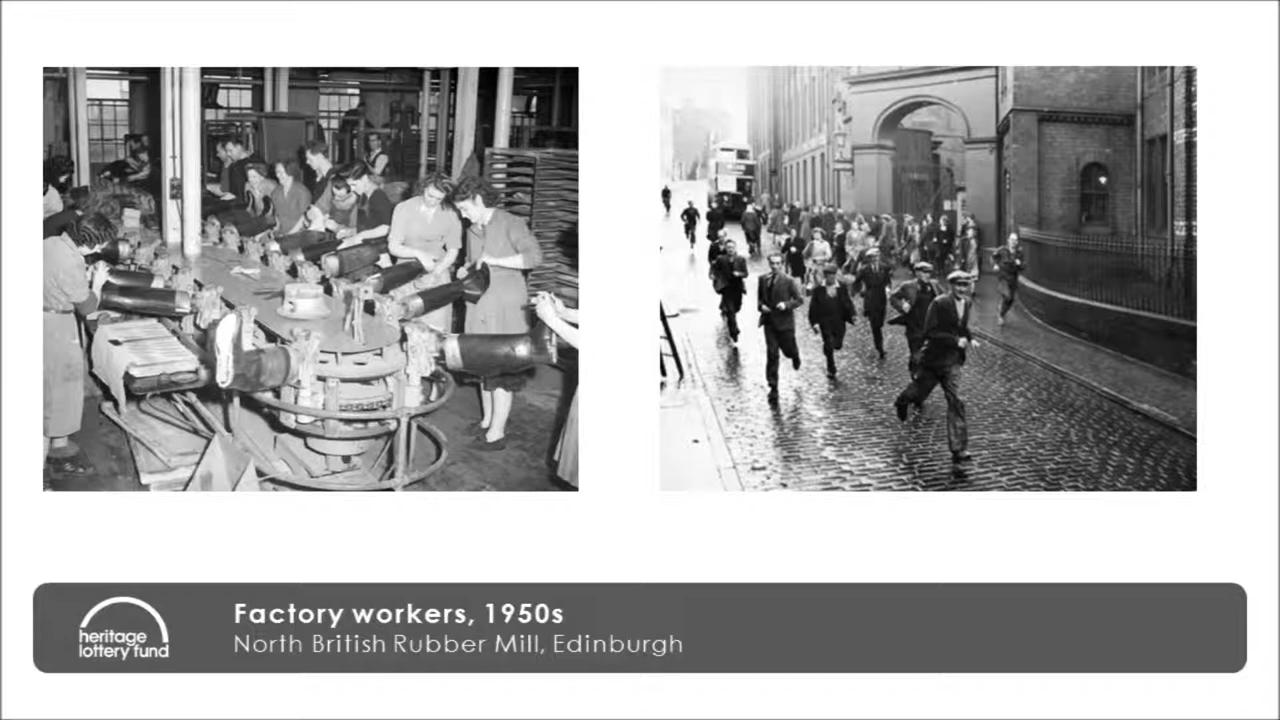 Factory workers, 1950s
North British Rubber Mill, Edinburgh
heritage
lottery fund